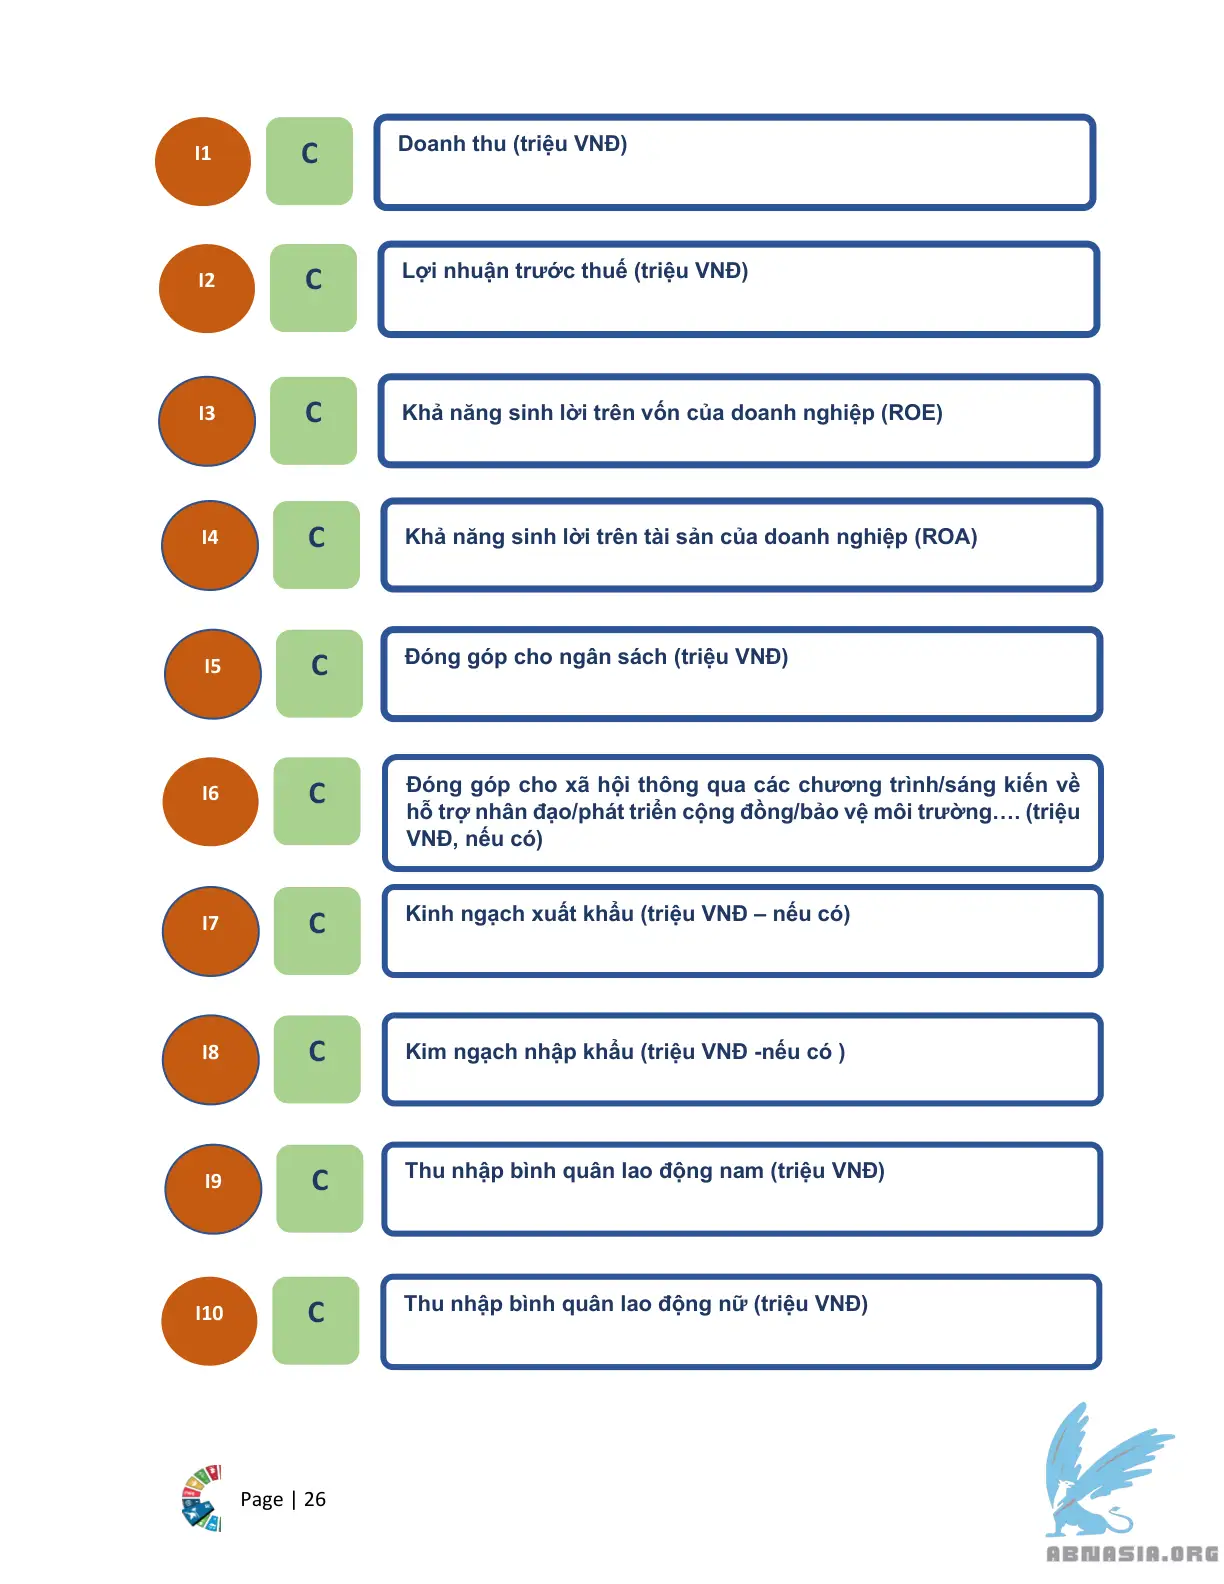 I1
C
Doanh thu (triệu VNĐ)
I2
C
Lợi nhuận trước thuế (triệu VNĐ)
I3
C
Khả năng sinh lời trên vốn của doanh nghiệp (ROE)
I4
C
Khả năng sinh lời trên tài sản của doanh nghiệp (ROA)
I5
C
Đóng góp cho ngân sách (triệu VNĐ)
I6
C
Đóng góp cho xã hội thông qua các chương trình/sáng kiến về
hỗ trợ nhân đạo/phát triển cộng đồng/bảo vệ môi trường…. (triệu
VNĐ, nếu có)
I7
C
Kinh ngạch xuất khẩu (triệu VNĐ – nếu có)
I8
C
Kim ngạch nhập khẩu (triệu VNĐ -nếu có )
I9
C
Thu nhập bình quân lao động nam (triệu VNĐ)
I10
C
Thu nhập bình quân lao động nữ (triệu VNĐ)
Page | 26
ABNASIA.ORG